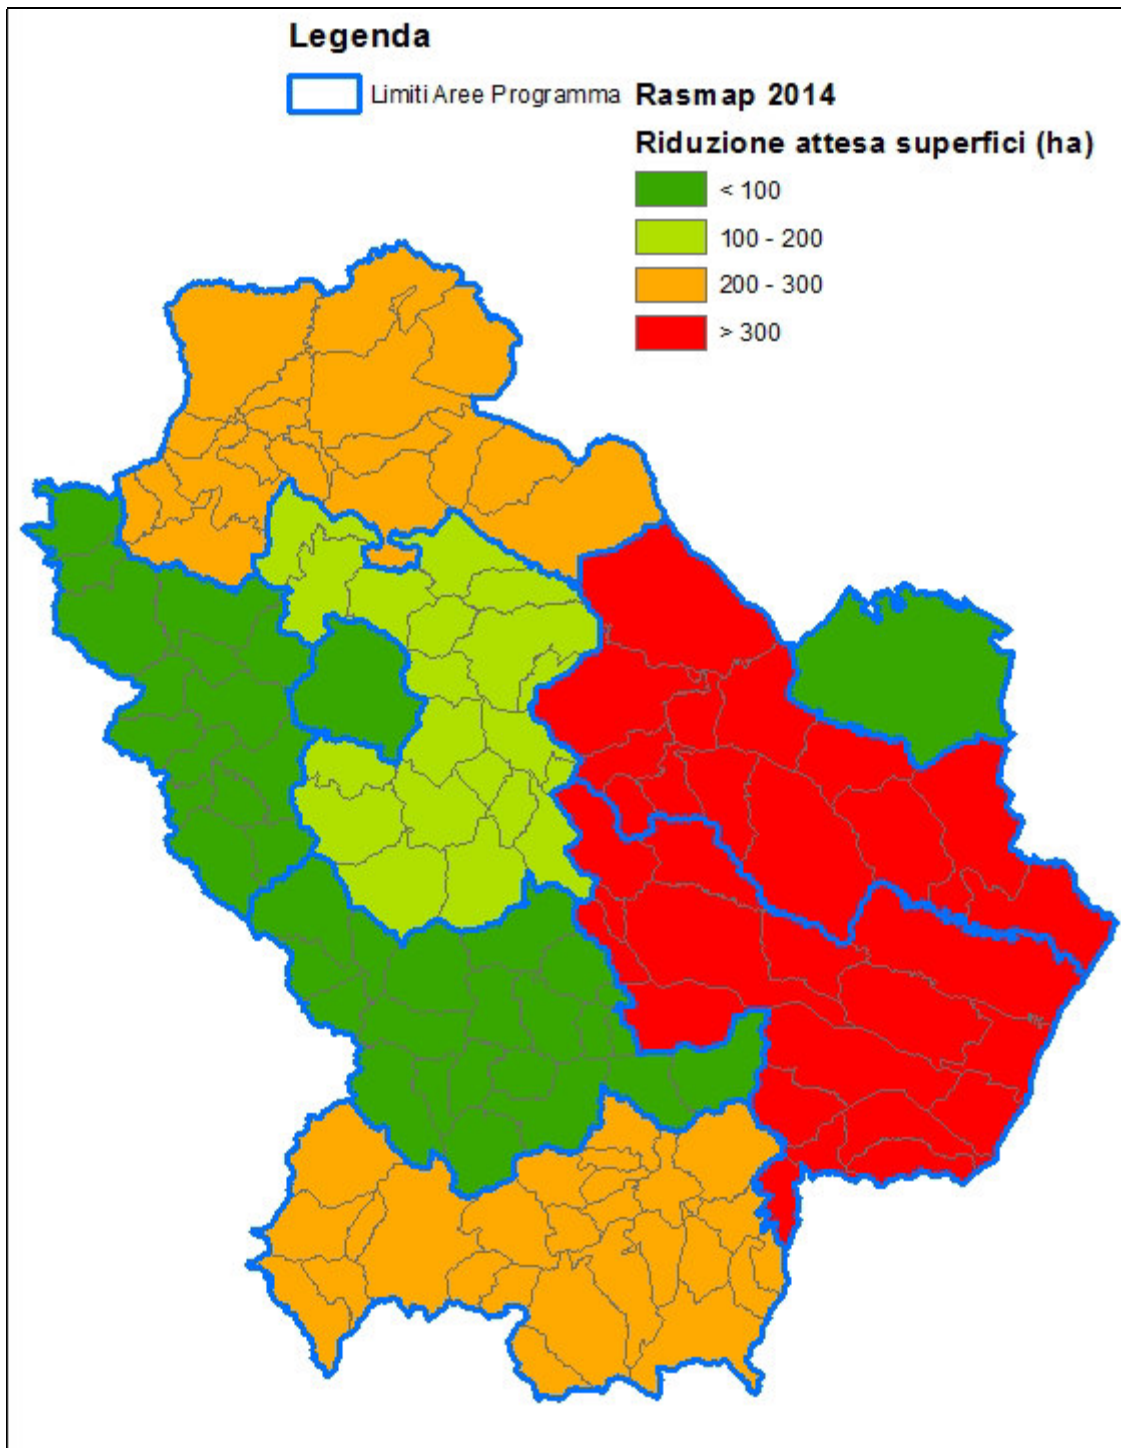 Legenda
Limiti Aree Programma
Rasmap 2014
Riduzione attesa superfici (ha)
< 100
100 - 200
200 - 300
> 300